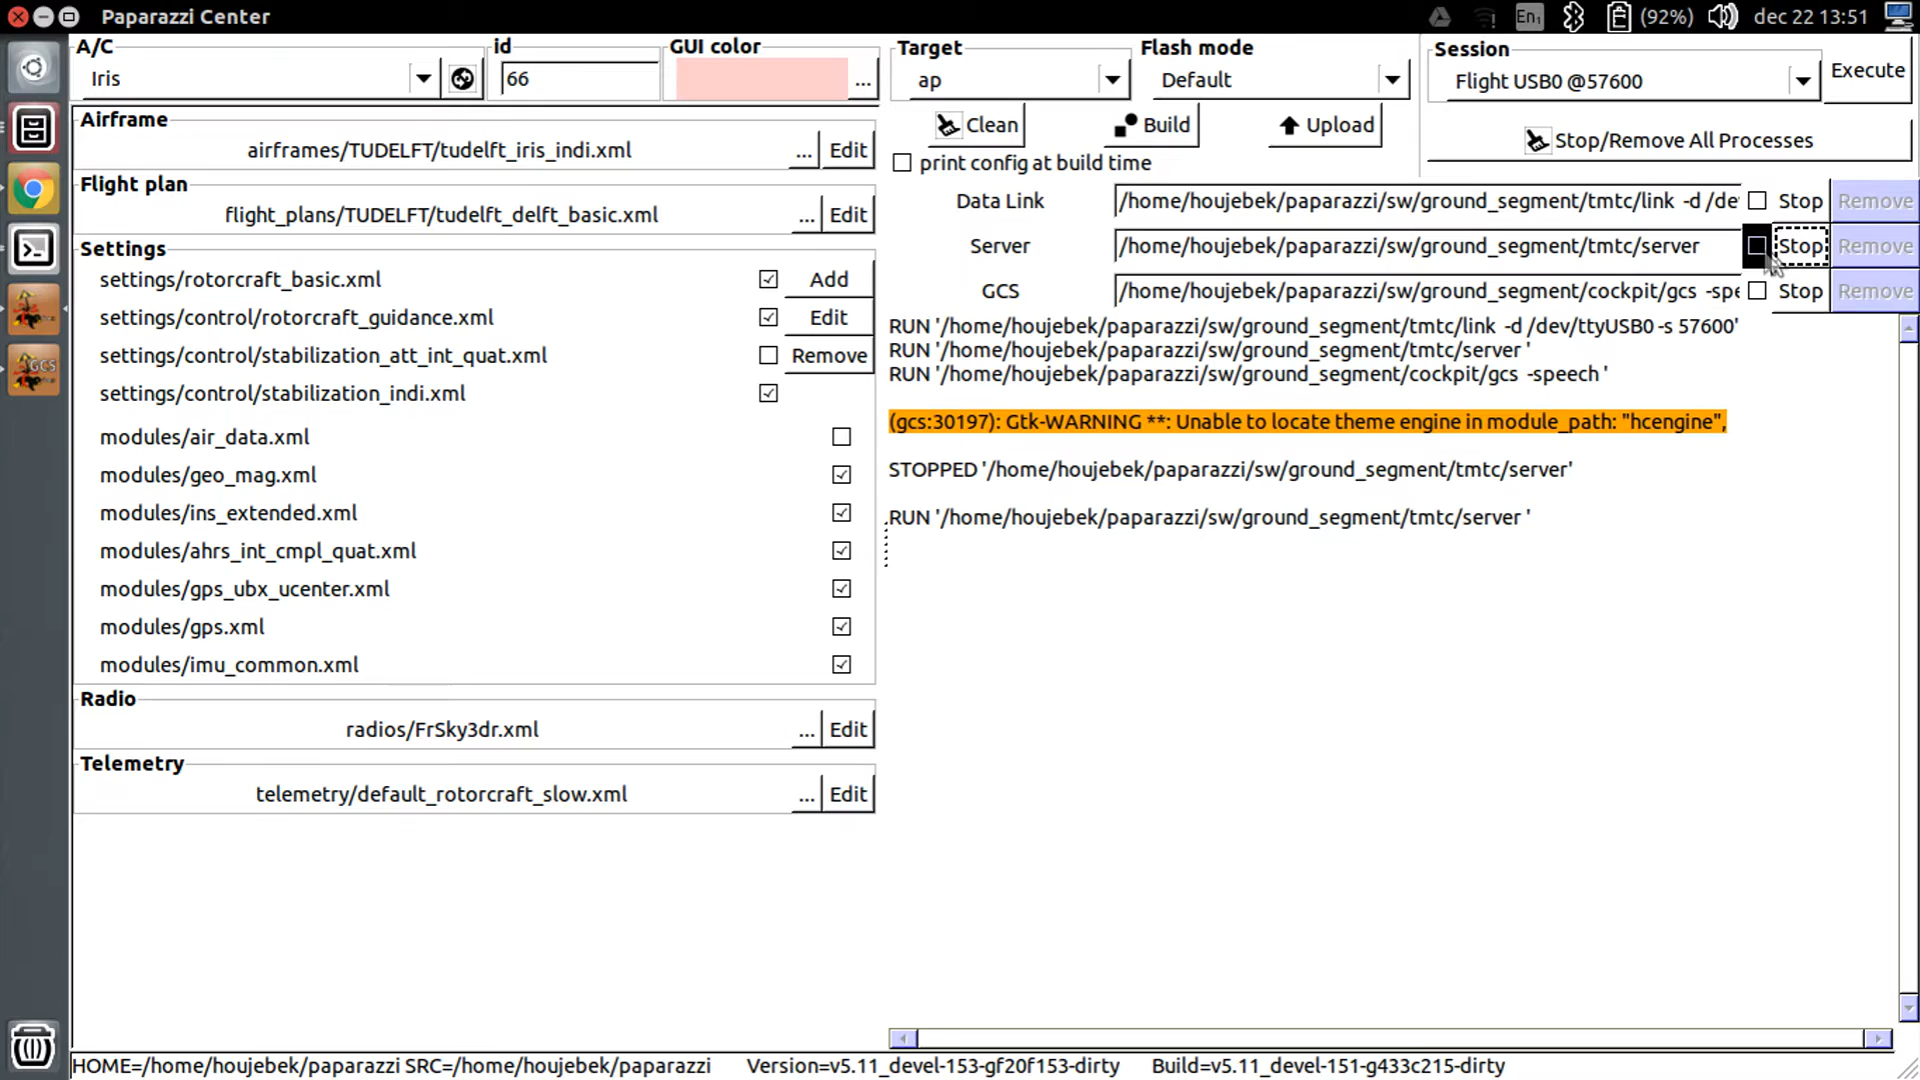 Paparazzi Center
En₁
(92%)
dec 22 13:51
A/C
Iris
id
66
GUI color
...
Target
ap
Flash mode
Default
Session
Flight USB0 @57600
Execute
Clean
Build
Upload
Stop/Remove All Processes
print config at build time
Airframe
airframes/TUDELFT/tudelft_iris_indi.xml
... Edit
Flight plan
flight_plans/TUDELFT/tudelft_delft_basic.xml
... Edit
Settings
settings/rotorcraft_basic.xml
Add
settings/control/rotorcraft_guidance.xml
Edit
settings/control/stabilization_att_int_quat.xml
Remove
settings/control/stabilization_indi.xml
modules/air_data.xml
modules/geo_mag.xml
modules/ins_extended.xml
modules/ahrs_int_cmpl_quat.xml
modules/gps_ubx_ucenter.xml
modules/gps.xml
modules/imu_common.xml
Radio
radios/FrSky3dr.xml
... Edit
Telemetry
telemetry/default_rotorcraft_slow.xml
... Edit
Data Link /home/houjebek/paparazzi/sw/ground_segment/tmtc/link -d /de Stop Remove
Server /home/houjebek/paparazzi/sw/ground_segment/tmtc/server Stop Remove
GCS /home/houjebek/paparazzi/sw/ground_segment/cockpit/gcs -spe Stop Remove
RUN '/home/houjebek/paparazzi/sw/ground_segment/tmtc/link -d /dev/ttyUSB0 -s 57600'
RUN '/home/houjebek/paparazzi/sw/ground_segment/tmtc/server '
RUN '/home/houjebek/paparazzi/sw/ground_segment/cockpit/gcs -speech '
(gcs:30197): Gtk-WARNING **: Unable to locate theme engine in module_path: "hcengine",
STOPPED '/home/houjebek/paparazzi/sw/ground_segment/tmtc/server'
RUN '/home/houjebek/paparazzi/sw/ground_segment/tmtc/server '
GCS
HOME=/home/houjebek/paparazzi SRC=/home/houjebek/paparazzi Version=v5.11_devel-153-gf20f153-dirty Build=v5.11_devel-151-g433c215-dirty